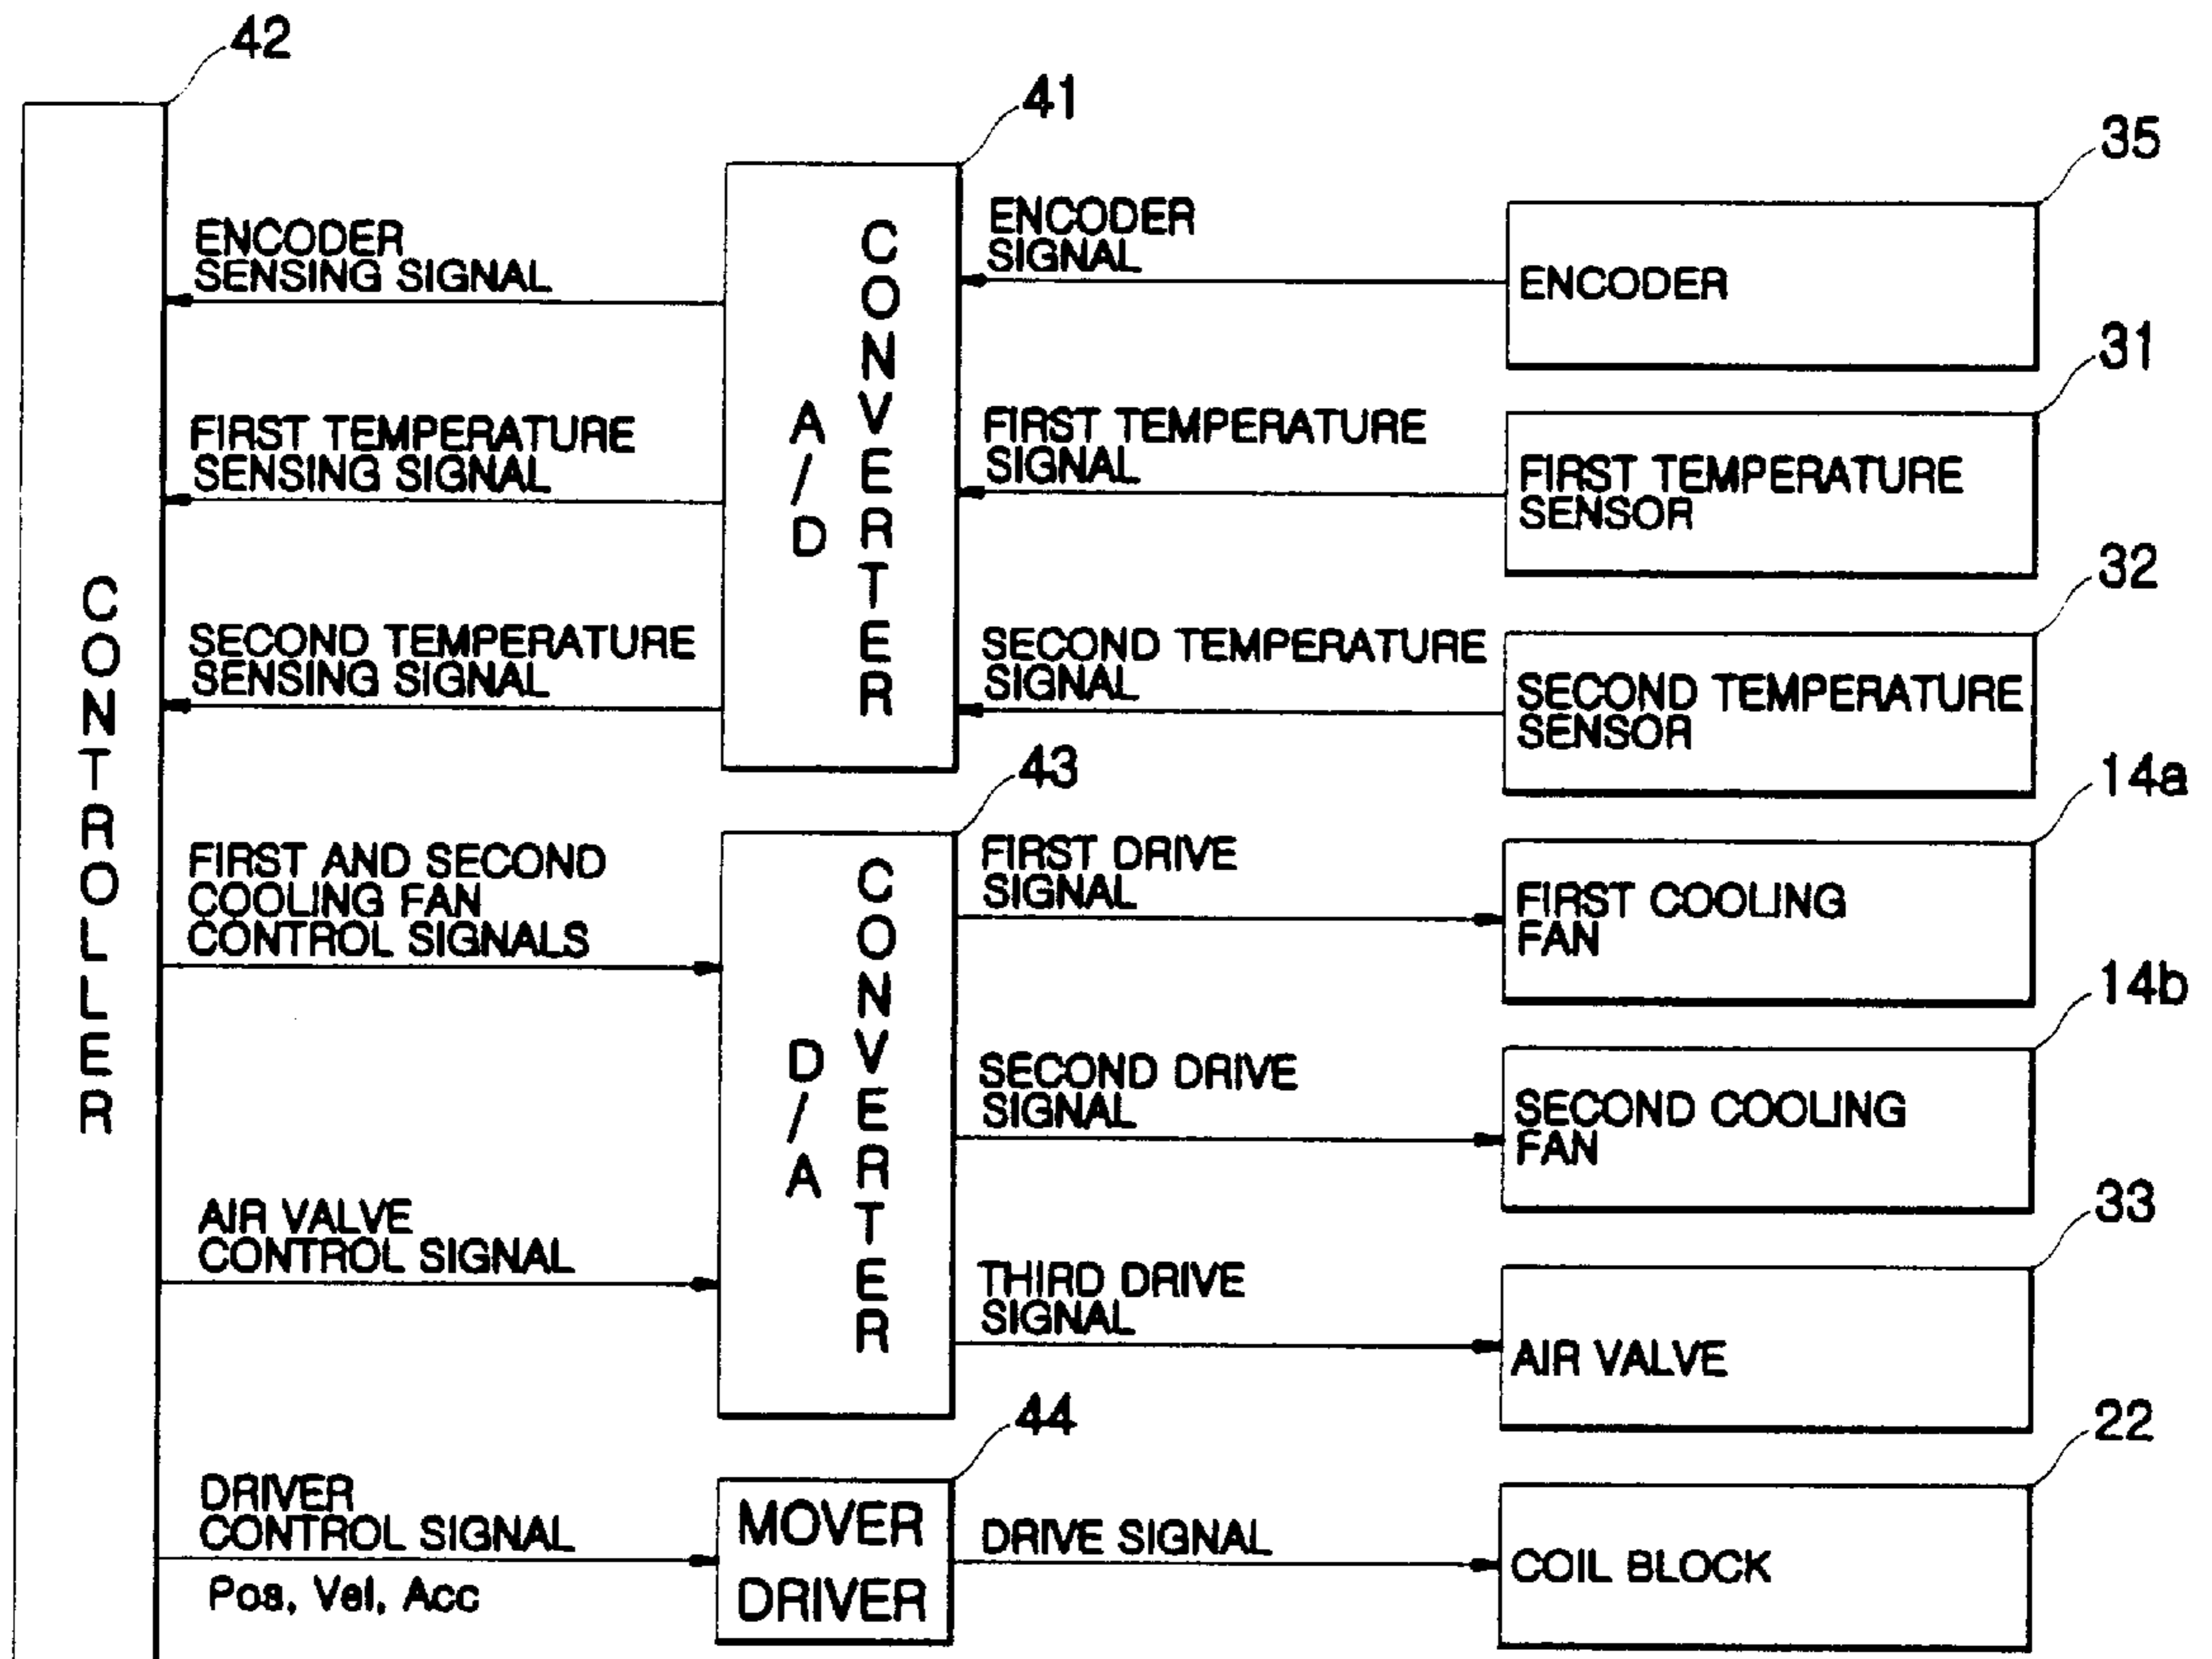 42
CONTROLLER
41
A/D
CONVERTER
ENCODER
SENSING SIGNAL
FIRST TEMPERATURE
SENSING SIGNAL
SECOND TEMPERATURE
SENSING SIGNAL
ENCODER
SIGNAL
FIRST TEMPERATURE
SIGNAL
SECOND TEMPERATURE
SIGNAL
35
ENCODER
31
FIRST TEMPERATURE
SENSOR
32
SECOND TEMPERATURE
SENSOR
FIRST AND SECOND
COOLING FAN
CONTROL SIGNALS
AIR VALVE
CONTROL SIGNAL
43
D/A
CONVERTER
FIRST DRIVE
SIGNAL
SECOND DRIVE
SIGNAL
THIRD DRIVE
SIGNAL
14a
FIRST COOLING
FAN
14b
SECOND COOLING
FAN
33
AIR VALVE
DRIVER
CONTROL SIGNAL
Pos, Vel, Acc
44
MOVER
DRIVER
DRIVE SIGNAL
22
COIL BLOCK